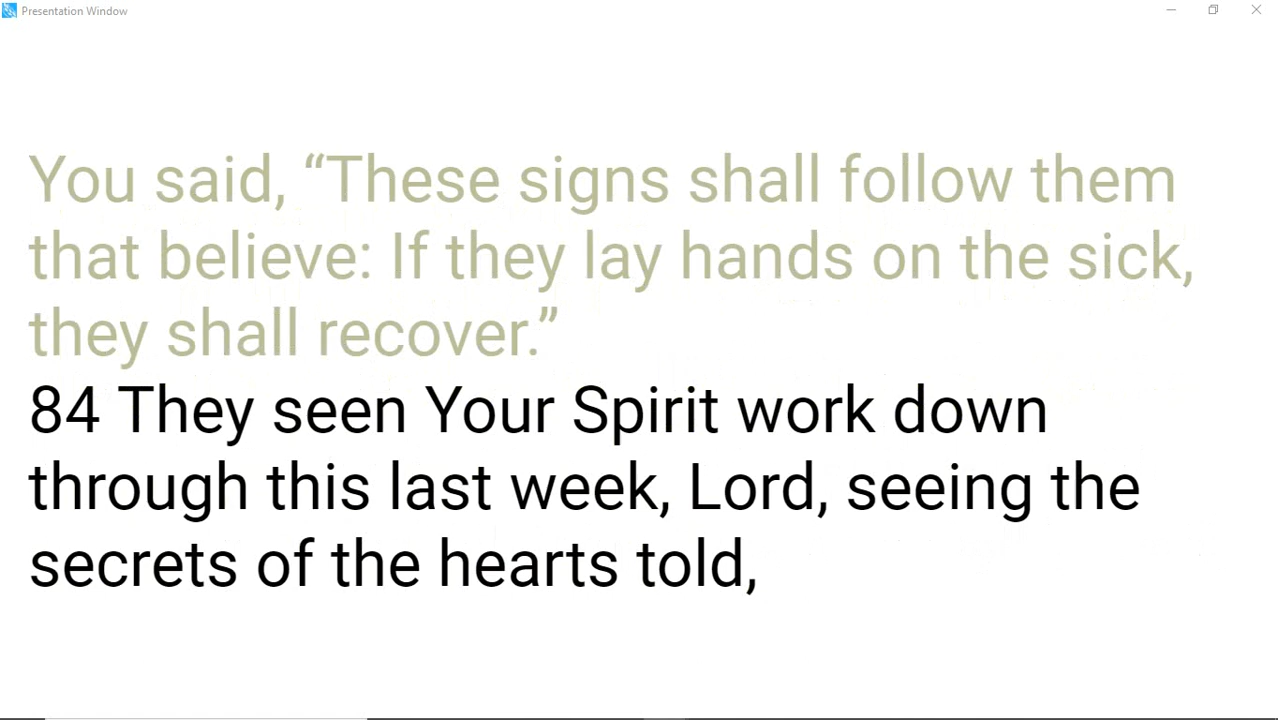 Presentation Window
You said, “These signs shall follow them
that believe: If they lay hands on the sick,
they shall recover.”
84 They seen Your Spirit work down
through this last week, Lord, seeing the
secrets of the hearts told,